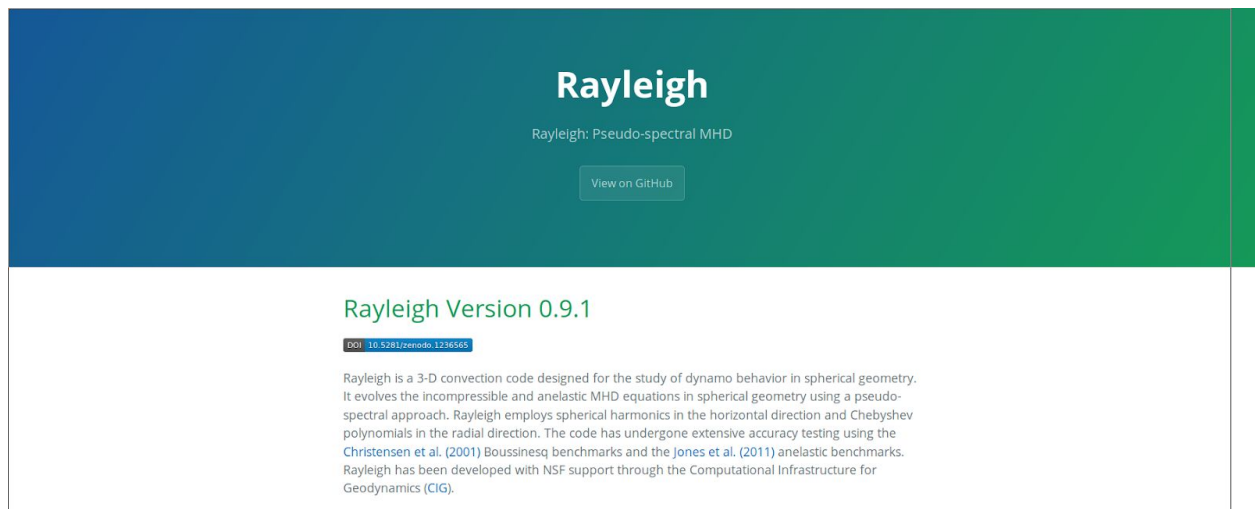 Rayleigh
Rayleigh: Pseudo-spectral MHD
View on GitHub
Rayleigh Version 0.9.1
DOI 10.5281/zenodo.1236565
Rayleigh is a 3-D convection code designed for the study of dynamo behavior in spherical geometry.
It evolves the incompressible and anelastic MHD equations in spherical geometry using a pseudo-
spectral approach. Rayleigh employs spherical harmonics in the horizontal direction and Chebyshev
polynomials in the radial direction. The code has undergone extensive accuracy testing using the
Christensen et al. (2001) Boussinesq benchmarks and the Jones et al. (2011) anelastic benchmarks.
Rayleigh has been developed with NSF support through the Computational Infrastructure for
Geodynamics (CIG).